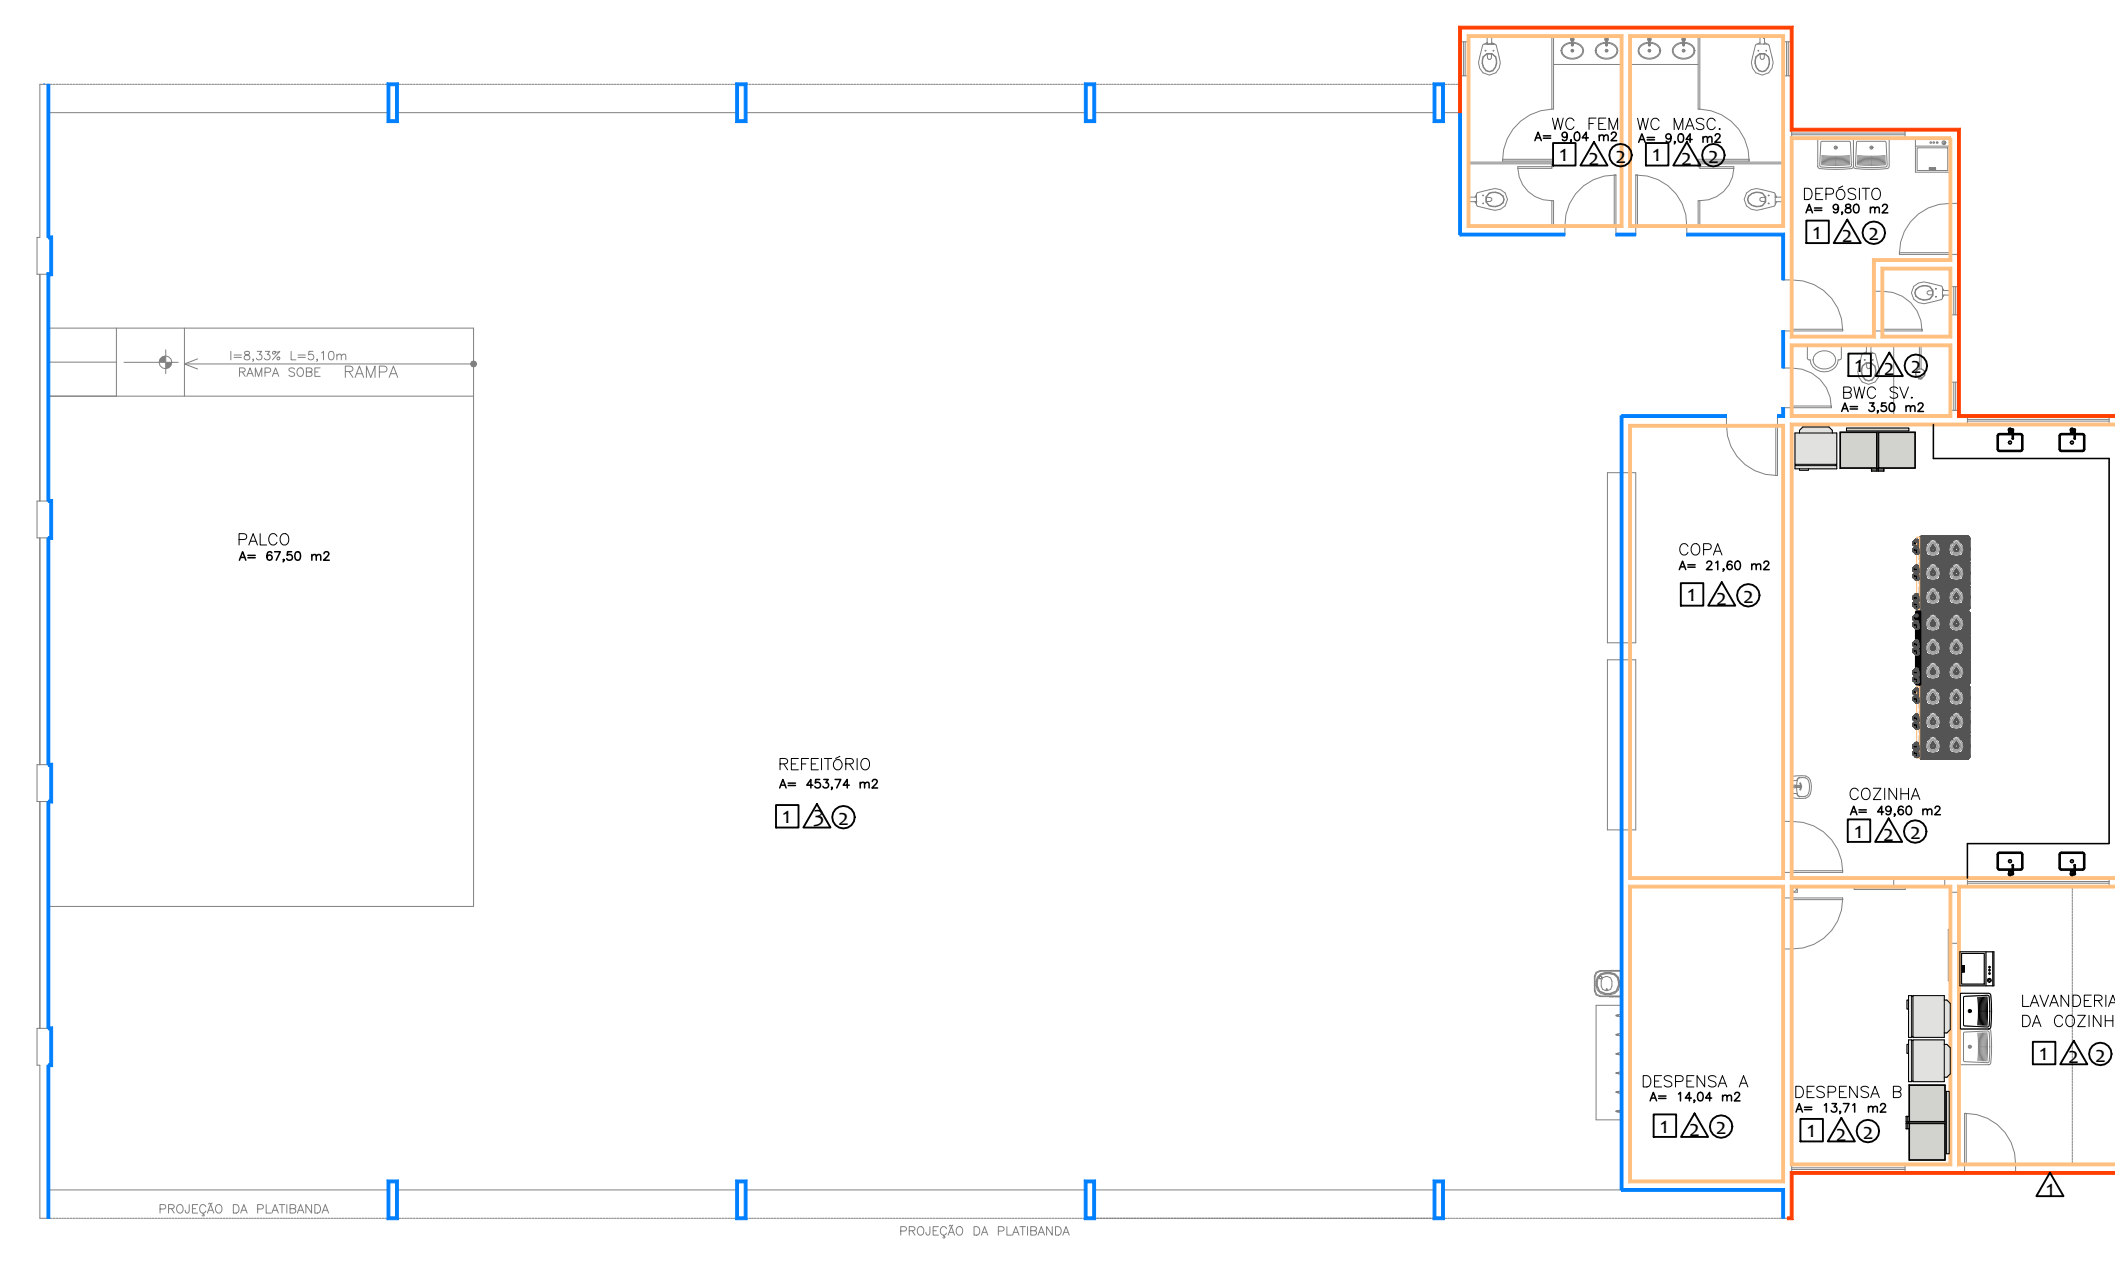 WC FEM.
A= 9,04 m2
1 2 2
WC MASC.
A= 9,04 m2
1 2 2
DEPÓSITO
A= 9,80 m2
1 2 2
I=8,33% L=5,10m
RAMPA SOBE
RAMPA
1 2 2
BWC SV.
A= 3,50 m2
PALCO
A= 67,50 m2
COPA
A= 21,60 m2
1 2 2
REFEITÓRIO
A= 453,74 m2
1 3 2
COZINHA
A= 49,60 m2
1 2 2
LAVANDERIA
DA COZINH
1 2 2
DESPENSA A
A= 14,04 m2
1 2 2
DESPENSA B
A= 13,71 m2
1 2 2
1
PROJEÇÃO DA PLATIBANDA
PROJEÇÃO DA PLATIBANDA